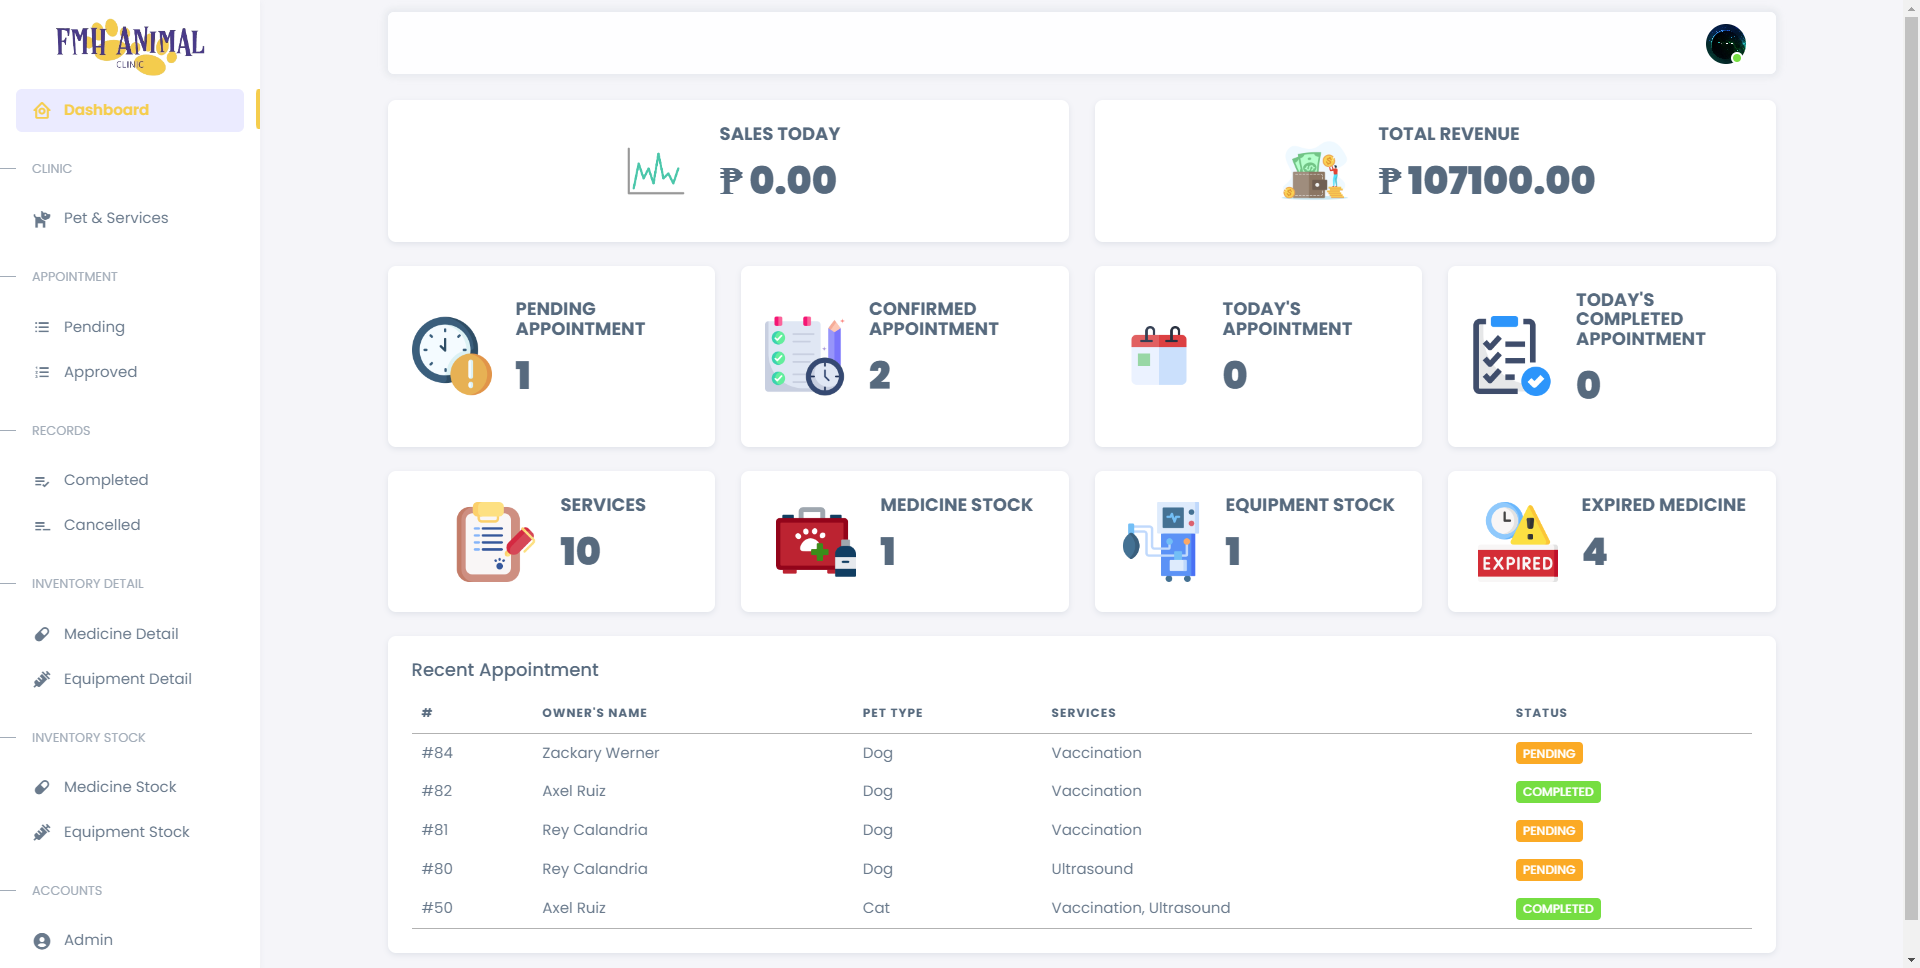 FMH ANIMAL
CLINIC
Dashboard
CLINIC
Pet & Services
APPOINTMENT
Pending
Approved
RECORDS
Completed
Cancelled
INVENTORY DETAIL
Medicine Detail
Equipment Detail
INVENTORY STOCK
Medicine Stock
Equipment Stock
ACCOUNTS
Admin
SALES TODAY
₱ 0.00
TOTAL REVENUE
₱ 107100.00
PENDING
APPOINTMENT
1
CONFIRMED
APPOINTMENT
2
TODAY'S
APPOINTMENT
0
TODAY'S
COMPLETED
APPOINTMENT
0
SERVICES
10
MEDICINE STOCK
1
EQUIPMENT STOCK
1
EXPIRED
EXPIRED MEDICINE
4
Recent Appointment
# OWNER'S NAME PET TYPE SERVICES STATUS
#84 Zackary Werner Dog Vaccination PENDING
#82 Axel Ruiz Dog Vaccination COMPLETED
#81 Rey Calandria Dog Vaccination PENDING
#80 Rey Calandria Dog Ultrasound PENDING
#50 Axel Ruiz Cat Vaccination, Ultrasound COMPLETED